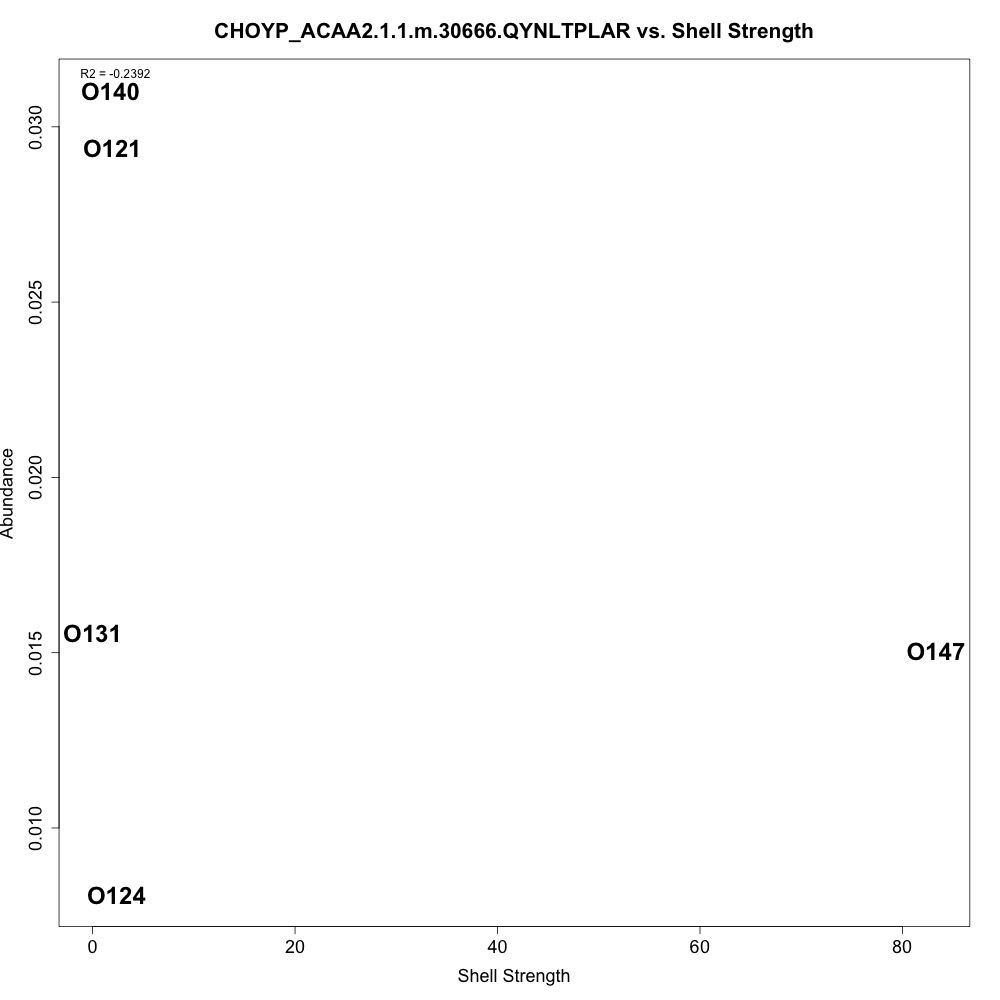 CHOYP_ACAA2.1.1.m.30666.QYNLTPLAR vs. Shell Strength
R2 = -0.2392
O140
O121
O131
O147
O124
0.030
0.025
0.020
0.015
0.010
Abundance
0
20
40
60
80
Shell Strength